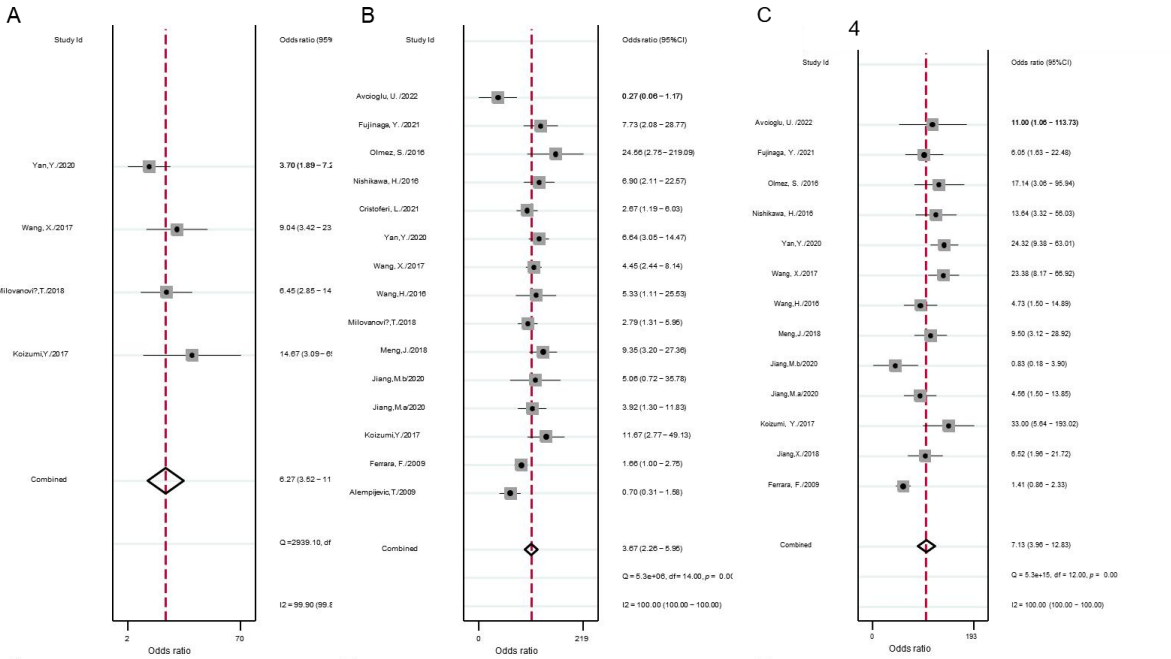 A
Study Id
Odds ratio (95%
Yan,Y./2020
3.70 (1.89 – 7.2
Wang, X./2017
9.04 (3.42 – 23
Milovanovi?,T./2018
6.45 (2.85 – 14
Koizumi,Y./2017
14.67 (3.09 – 6
Combined
6.27 (3.52 – 11
Q =2939.10, df
I2 = 99.90 (99.8
2
70
Odds ratio
B
Study Id
Odds ratio (95%CI)
Avcioglu, U. /2022
0.27 (0.06 – 1.17)
Fujinaga, Y. /2021
7.73 (2.08 – 28.77)
Olmez, S. /2016
24.56 (2.75 – 219.09)
Nishikawa, H./2016
6.90 (2.11 – 22.57)
Cristoferi, L./2021
2.67 (1.19 – 6.03)
Yan,Y./2020
6.64 (3.05 – 14.47)
Wang, X./2017
4.45 (2.44 – 8.14)
Wang,H./2016
5.33 (1.11 – 25.53)
Milovanovi?,T./2018
2.79 (1.31 – 5.95)
Meng,J./2018
9.35 (3.20 – 27.36)
Jiang,M.b/2020
5.06 (0.72 – 35.78)
Jiang,M.a/2020
3.92 (1.30 – 11.83)
Koizumi,Y./2017
11.67 (2.77 – 49.13)
Ferrara, F./2009
1.66 (1.00 – 2.75)
Alempijevic,T./2009
0.70 (0.31 – 1.58)
Combined
3.67 (2.26 – 5.95)
Q = 5.3e+06, df = 14.00, p = 0.00
I2 = 100.00 (100.00 – 100.00)
0
219
Odds ratio
C
4
Study Id
Odds ratio (95%CI)
Avcioglu, U. /2022
11.00 (1.06 – 113.73)
Fujinaga, Y. /2021
6.05 (1.63 – 22.48)
Olmez, S. /2016
17.14 (3.06 – 95.94)
Nishikawa, H./2016
13.64 (3.32 – 56.03)
Yan,Y./2020
24.32 (9.38 – 63.01)
Wang, X./2017
23.38 (8.17 – 66.92)
Wang,H./2016
4.73 (1.50 – 14.89)
Meng,J./2018
9.50 (3.12 – 28.92)
Jiang,M.b/2020
0.83 (0.18 – 3.90)
Jiang,M.a/2020
4.56 (1.50 – 13.85)
Koizumi, Y./2017
33.00 (5.64 – 193.02)
Jiang,X./2018
6.52 (1.96 – 21.72)
Ferrara, F./2009
1.41 (0.86 – 2.33)
Combined
7.13 (3.96 – 12.83)
Q = 5.3e+15, df = 12.00, p = 0.00
I2 = 100.00 (100.00 – 100.00)
0
193
Odds ratio